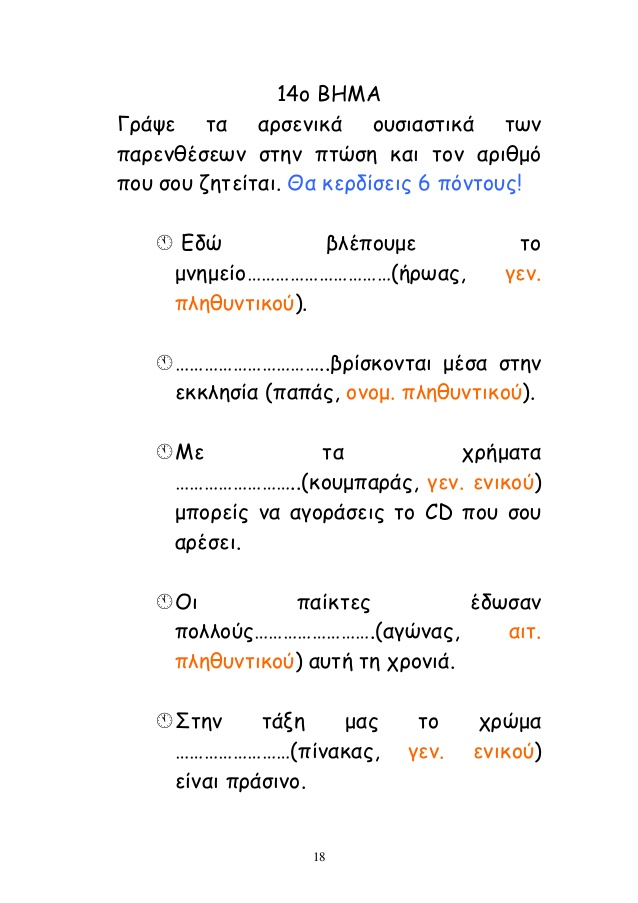 14ο ΒΗΜΑ
Γράψε τα αρσενικά ουσιαστικά των
παρενθέσεων στην πτώση και τον αριθμό
που σου ζητείται. Θα κερδίσεις 6 πόντους!
Εδώ βλέπουμε το
μνημείο…………………………(ήρωας, γεν.
πληθυντικού).
…………………………..βρίσκονται μέσα στην
εκκλησία (παπάς, ονομ. πληθυντικού).
Με τα χρήματα
……………………..(κουμπαράς, γεν. ενικού)
μπορείς να αγοράσεις το CD που σου
αρέσει.
Οι παίκτες έδωσαν
πολλούς…………………….(αγώνας, αιτ.
πληθυντικού) αυτή τη χρονιά.
Στην τάξη μας το χρώμα
……………………(πίνακας, γεν. ενικού)
είναι πράσινο.
18